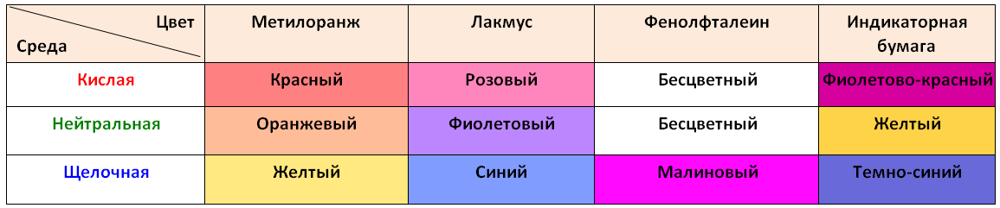 Цвет
Среда
Метилоранж
Лакмус
Фенолфталеин
Индикаторная
бумага
Кислая
Красный
Розовый
Бесцветный
Фиолетово-красный
Нейтральная
Оранжевый
Фиолетовый
Бесцветный
Желтый
Щелочная
Желтый
Синий
Малиновый
Темно-синий